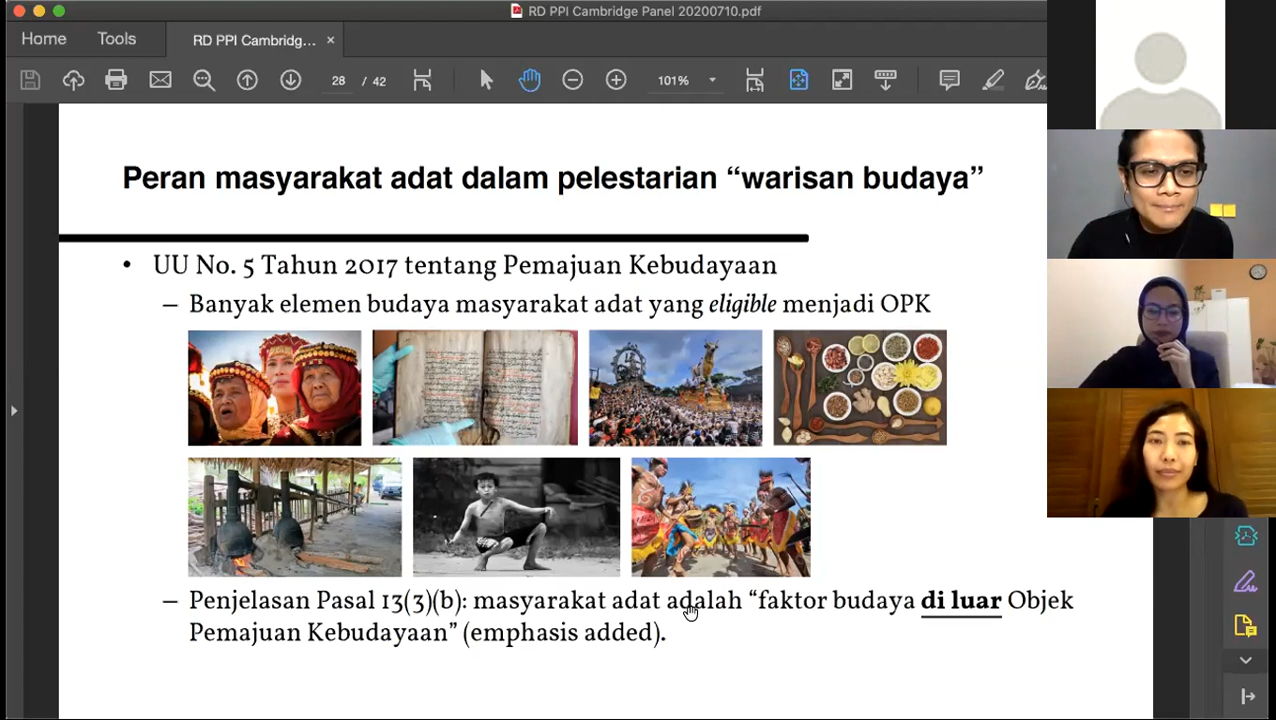 RD PPI Cambridge Panel 20200710.pdf
Home
Tools
RD PPI Cambridg... ×
28 / 42
101%
Peran masyarakat adat dalam pelestarian “warisan budaya”
• UU No. 5 Tahun 2017 tentang Pemajuan Kebudayaan
– Banyak elemen budaya masyarakat adat yang eligible menjadi OPK
– Penjelasan Pasal 13(3)(b): masyarakat adat adalah “faktor budaya di luar Objek
Pemajuan Kebudayaan” (emphasis added).